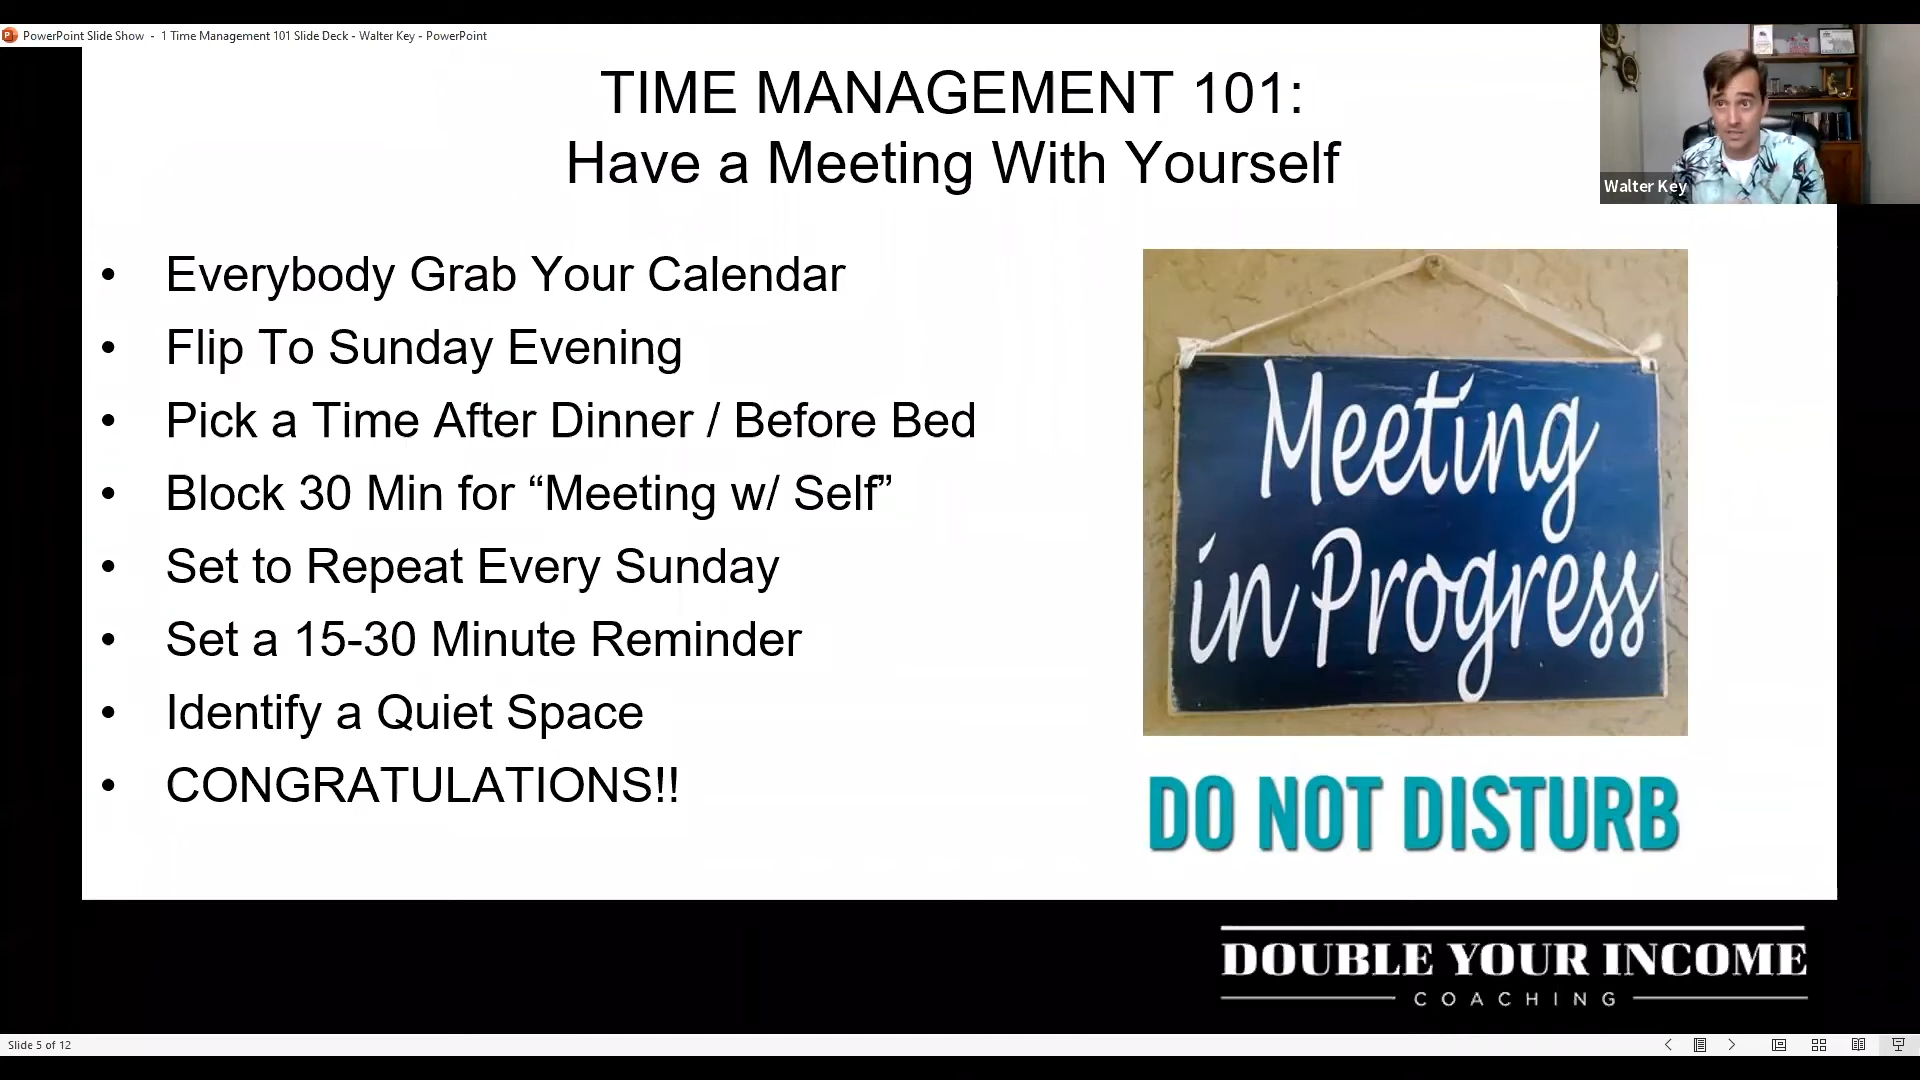 PowerPoint Slide Show - 1 Time Management 101 Slide Deck - Walter Key - PowerPoint
TIME MANAGEMENT 101:
Have a Meeting With Yourself
Walter Key
• Everybody Grab Your Calendar
• Flip To Sunday Evening
• Pick a Time After Dinner / Before Bed
• Block 30 Min for “Meeting w/ Self”
• Set to Repeat Every Sunday
• Set a 15-30 Minute Reminder
• Identify a Quiet Space
• CONGRATULATIONS!!
Meeting
in Progress
DO NOT DISTURB
DOUBLE YOUR INCOME
COACHING
Slide 5 of 12